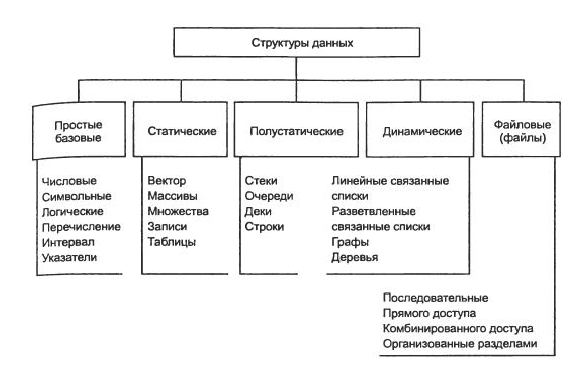 Структуры данных
Простые
базовые
Статические
Полустатические
Динамические
Файловые
(файлы)
Числовые
Символьные
Логические
Перечисление
Интервал
Указатели
Вектор
Массивы
Множества
Записи
Таблицы
Стеки
Очереди
Деки
Строки
Линейные связанные
списки
Разветвленные
связанные списки
Графы
Деревья
Последовательные
Прямого доступа
Комбинированного доступа
Организованные разделами